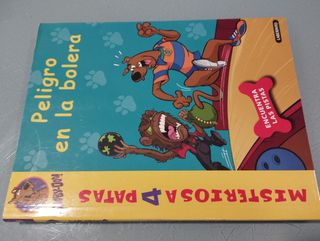 Peligro
en la bolera
ENCUENTRA
LAS PISTAS
MISTERIOS A 4 PATAS